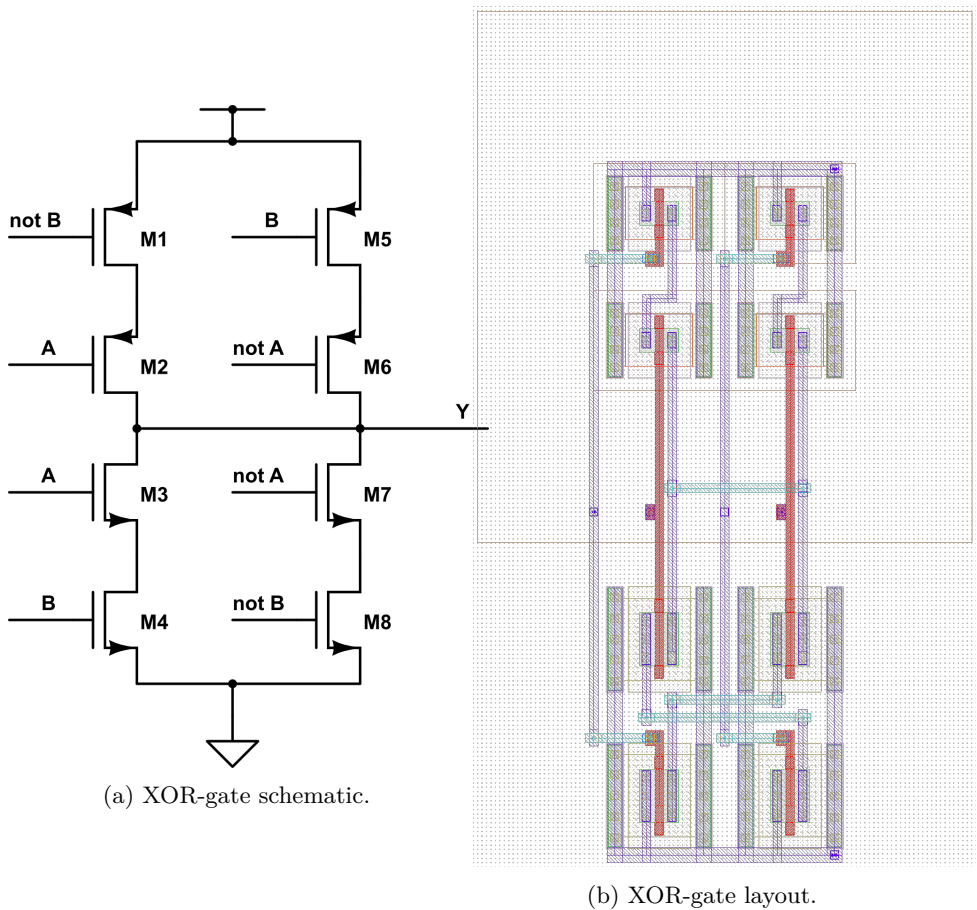 not B
M1
B
M5
A
M2
not A
M6
Y
A
M3
not A
M7
B
M4
not B
M8
(a) XOR-gate schematic.
(b) XOR-gate layout.